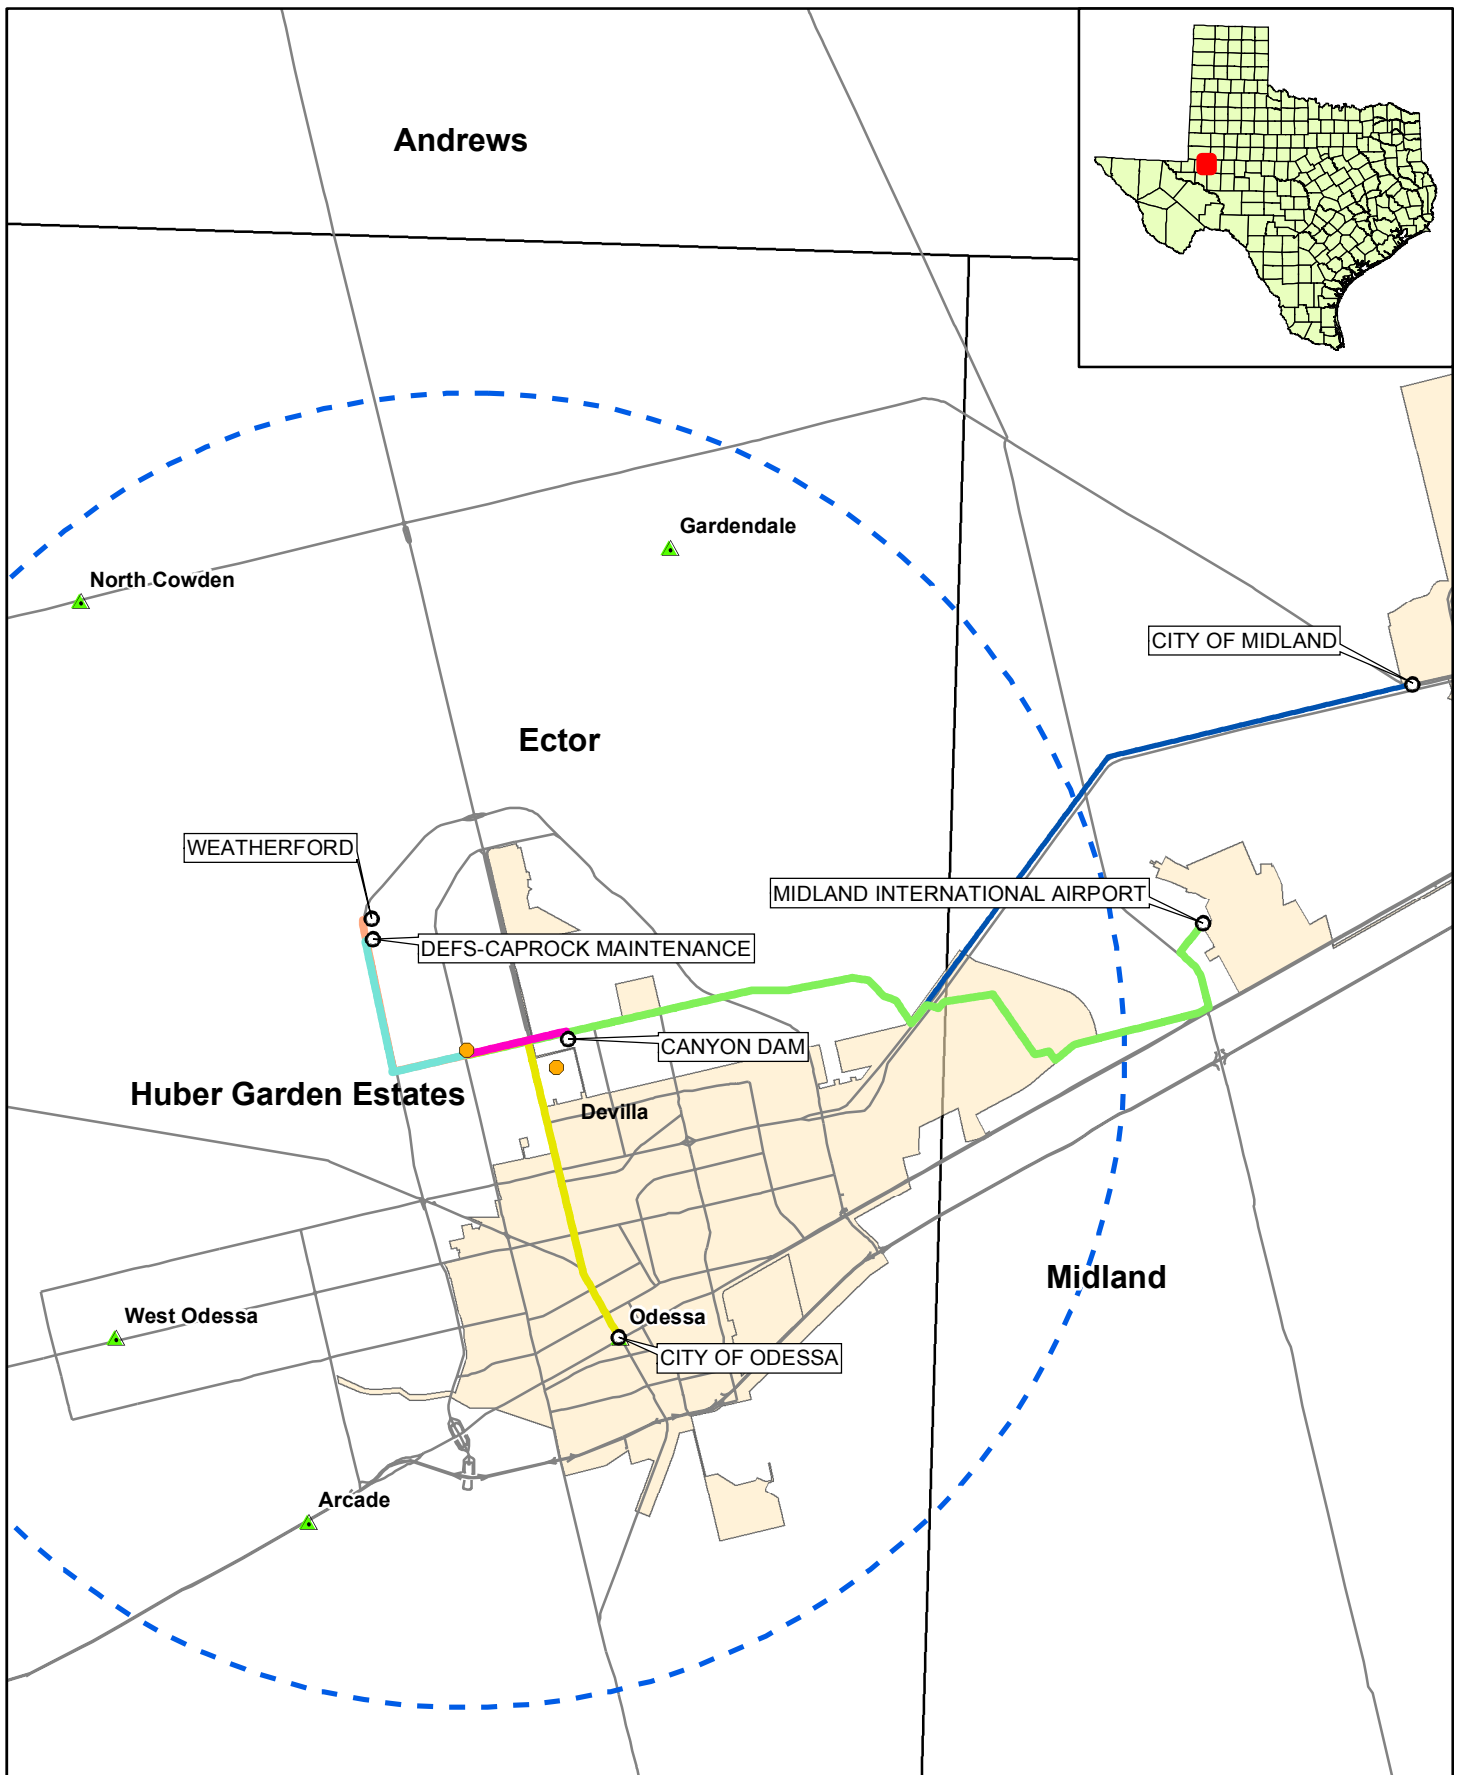 Andrews
Gardendale
North Cowden
CITY OF MIDLAND
Ector
WEATHERFORD
MIDLAND INTERNATIONAL AIRPORT
DEFS-CAPROCK MAINTENANCE
CANYON DAM
Huber Garden Estates
Devilla
Midland
West Odessa
Odessa
CITY OF ODESSA
Arcade